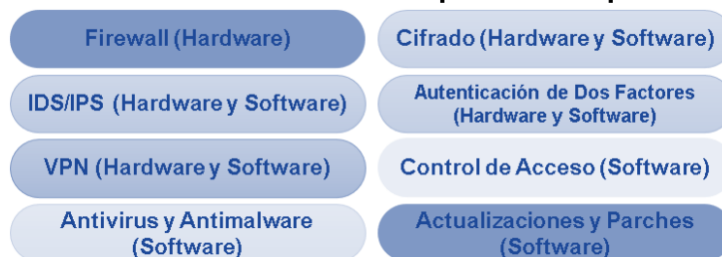 Firewall (Hardware)
Cifrado (Hardware y Software)
IDS/IPS (Hardware y Software)
Autenticación de Dos Factores
(Hardware y Software)
VPN (Hardware y Software)
Control de Acceso (Software)
Antivirus y Antimalware
(Software)
Actualizaciones y Parches
(Software)